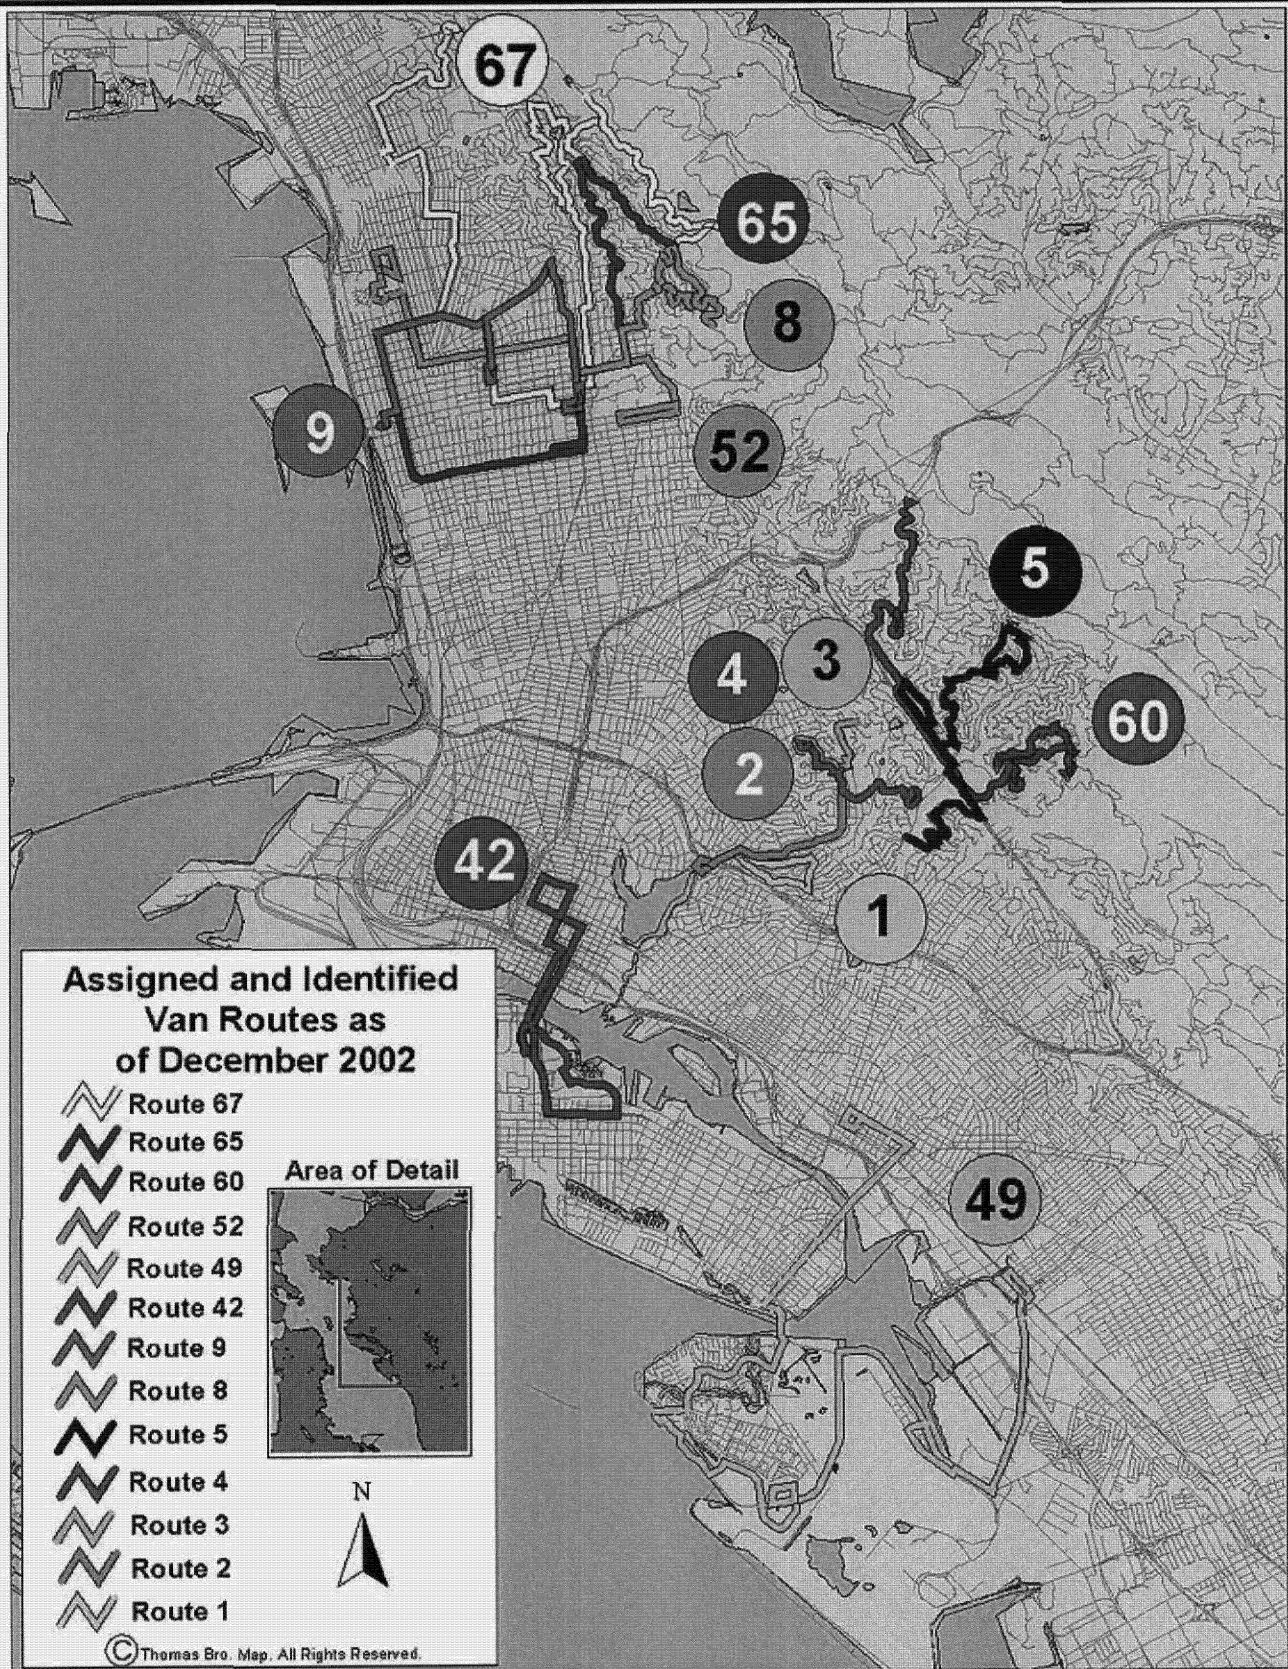 67
65
8
9
52
5
4
3
60
2
42
1
49
Assigned and Identified
Van Routes as
of December 2002
Route 67
Route 65
Route 60
Route 52
Route 49
Route 42
Route 9
Route 8
Route 5
Route 4
Route 3
Route 2
Route 1
Area of Detail
N
© Thomas Bro. Map, All Rights Reserved.